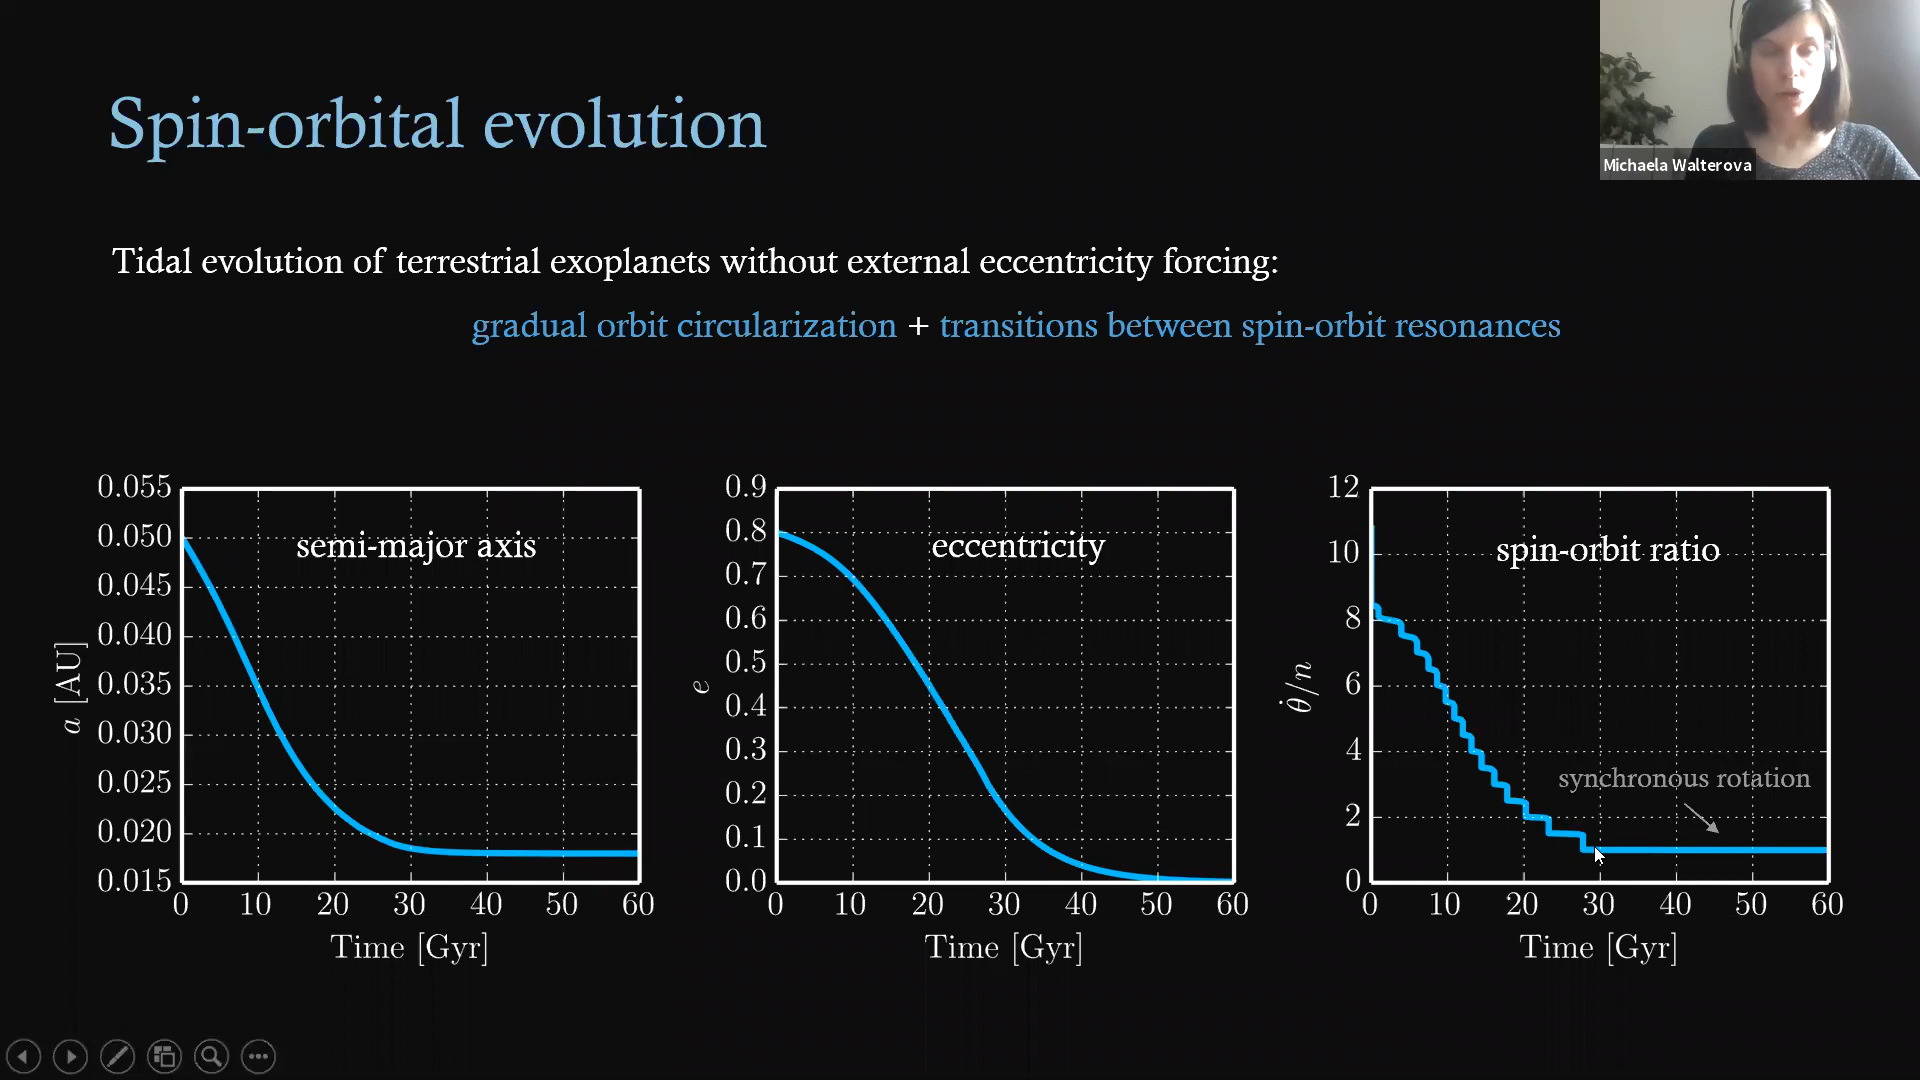 Michaela Walterova
Spin-orbital evolution
Tidal evolution of terrestrial exoplanets without external eccentricity forcing:
gradual orbit circularization + transitions between spin-orbit resonances
0.055
0.050
0.045
0.040
0.035
0.030
0.025
0.020
0.015
a [AU]
semi-major axis
0 10 20 30 40 50 60
Time [Gyr]
0.9
0.8
0.7
0.6
0.5
0.4
0.3
0.2
0.1
0.0
e
eccentricity
0 10 20 30 40 50 60
Time [Gyr]
12
10
8
6
4
2
0
θ̇/n
spin-orbit ratio
synchronous rotation
0 10 20 30 40 50 60
Time [Gyr]